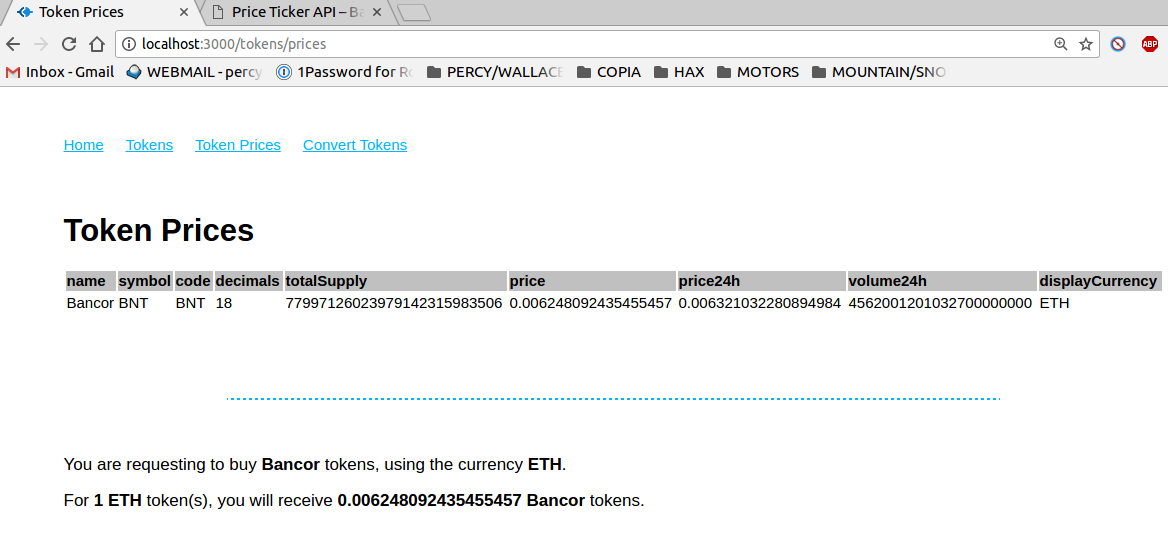 Token Prices
Price Ticker API – Ba
localhost:3000/tokens/prices
ABP
Inbox - Gmail WEBMAIL - percy 1Password for Ro PERCY/WALLACE COPIA HAX MOTORS MOUNTAIN/SNO
Home Tokens Token Prices Convert Tokens
Token Prices
name symbol code decimals totalSupply price price24h volume24h displayCurrency
Bancor BNT BNT 18 77997126023979142315983506 0.006248092435455457 0.006321032280894984 4562001201032700000000 ETH
You are requesting to buy Bancor tokens, using the currency ETH.
For 1 ETH token(s), you will receive 0.006248092435455457 Bancor tokens.